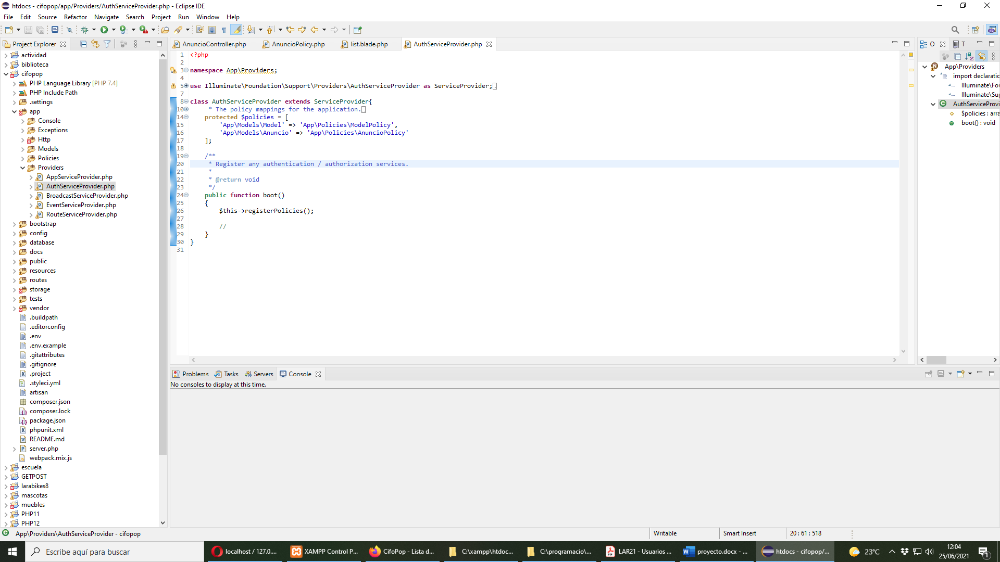 htdocs - cifopop/app/Providers/AuthServiceProvider.php - Eclipse IDE
File Edit Source Refactor Navigate Search Project Run Window Help
Project Explorer
actividad
biblioteca
cifopop
PHP Language Library [PHP 7.4]
PHP Include Path
.settings
app
Console
Exceptions
Http
Models
Policies
Providers
AppServiceProvider.php
AuthServiceProvider.php
BroadcastServiceProvider.php
EventServiceProvider.php
RouteServiceProvider.php
bootstrap
config
database
docs
public
resources
routes
storage
tests
vendor
.buildpath
.editorconfig
.env
.env.example
.gitattributes
.gitignore
.project
.styleci.yml
artisan
composer.json
composer.lock
package.json
phpunit.xml
README.md
server.php
webpack.mix.js
escuela
GETPOST
larabikes8
mascotas
muebles
PHP11
PHP12
AnuncioController.php AnuncioPolicy.php list.blade.php AuthServiceProvider.php
1 <?php
2
3 namespace App\Providers;
4
5 use Illuminate\Foundation\Support\Providers\AuthServiceProvider as ServiceProvider;
7
8 class AuthServiceProvider extends ServiceProvider{
10 * The policy mappings for the application.
14 protected $policies = [
15 'App\Models\Model' => 'App\Policies\ModelPolicy',
16 'App\Models\Anuncio' => 'App\Policies\AnuncioPolicy'
17 ];
18
19 /**
20 * Register any authentication / authorization services.
21 *
22 * @return void
23 */
24 public function boot()
25 {
26 $this->registerPolicies();
27
28 //
29 }
30 }
31
O T
App\Providers
import declaratic
Illuminate\Fou
Illuminate\Sup
AuthServiceProvi
$policies : arra
boot() : void
Problems Tasks Servers Console
No consoles to display at this time.
App\Providers\AuthServiceProvider - cifopop
Writable Smart Insert 20 : 61 : 518
Escribe aquí para buscar
localhost / 127.0.... XAMPP Control P... CifoPop - Lista d... C:\xampp\htdoc... C:\programacio\... LAR21 - Usuarios ... proyecto.docx - ... htdocs - cifopop/...
23°C
12:04
25/06/2021
1